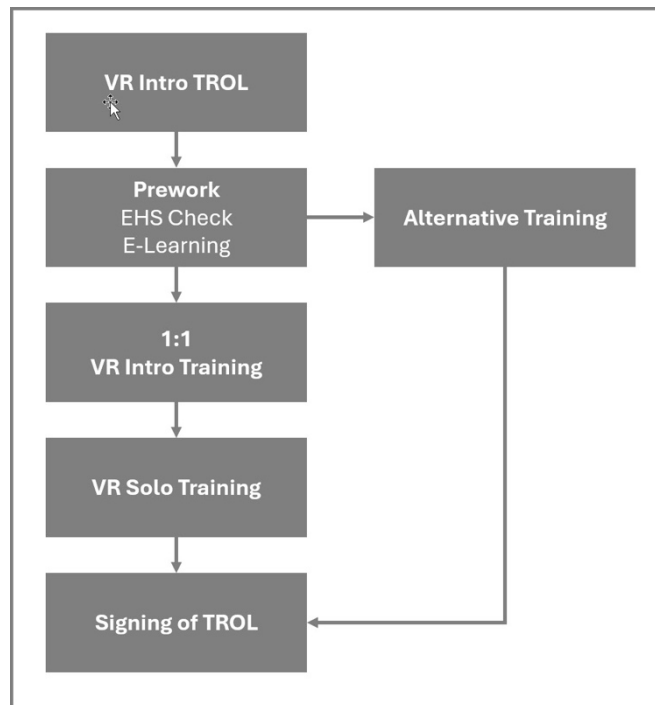 VR Intro TROL
Prework
EHS Check
E-Learning
Alternative Training
1:1
VR Intro Training
VR Solo Training
Signing of TROL